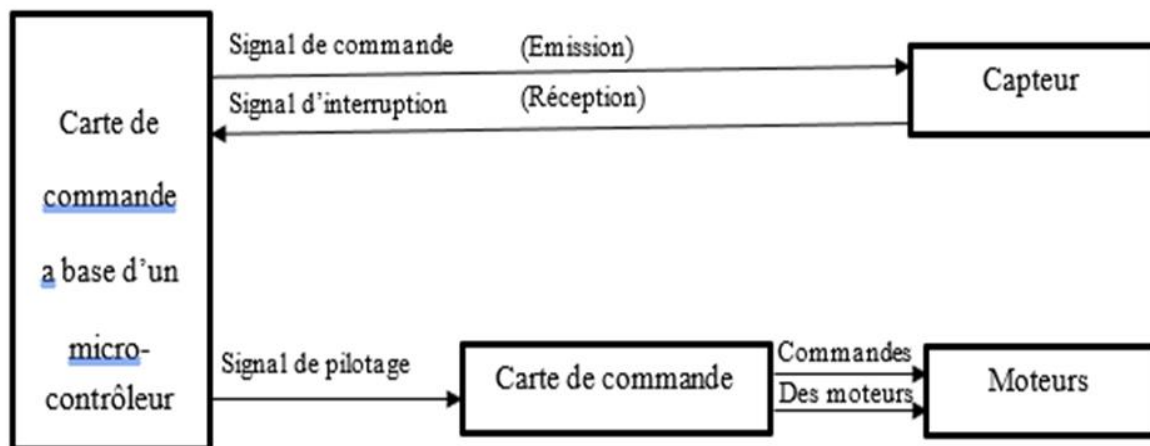 Signal de commande (Emission)
Signal d'interruption (Réception)
Capteur
Carte de
commande
a base d'un
micro-
contrôleur
Signal de pilotage
Carte de commande
Commandes
Des moteurs
Moteurs